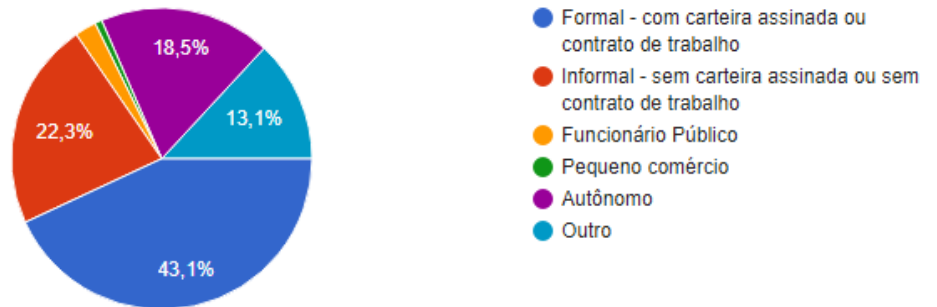 18,5%
13,1%
22,3%
43,1%
Formal - com carteira assinada ou
contrato de trabalho
Informal - sem carteira assinada ou sem
contrato de trabalho
Funcionário Público
Pequeno comércio
Autônomo
Outro